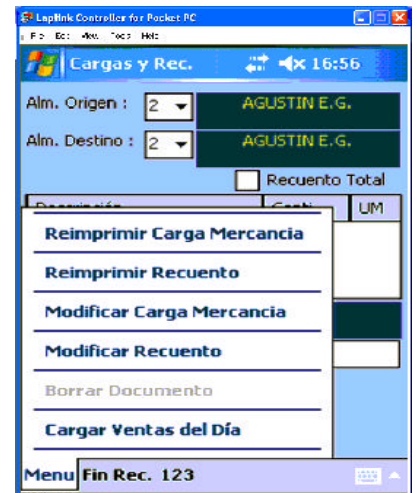 Laplink Controller for Pocket PC
Cargas y Rec. 16:56
Alm. Origen : 2 AGUSTIN E.G.
Alm. Destino : 2 AGUSTIN E.G.
Recuento Total
UM
Reimprimir Carga Mercancia
Reimprimir Recuento
Modificar Carga Mercancia
Modificar Recuento
Borrar Documento
Cargar Ventas del Día
Menu Fin Rec. 123